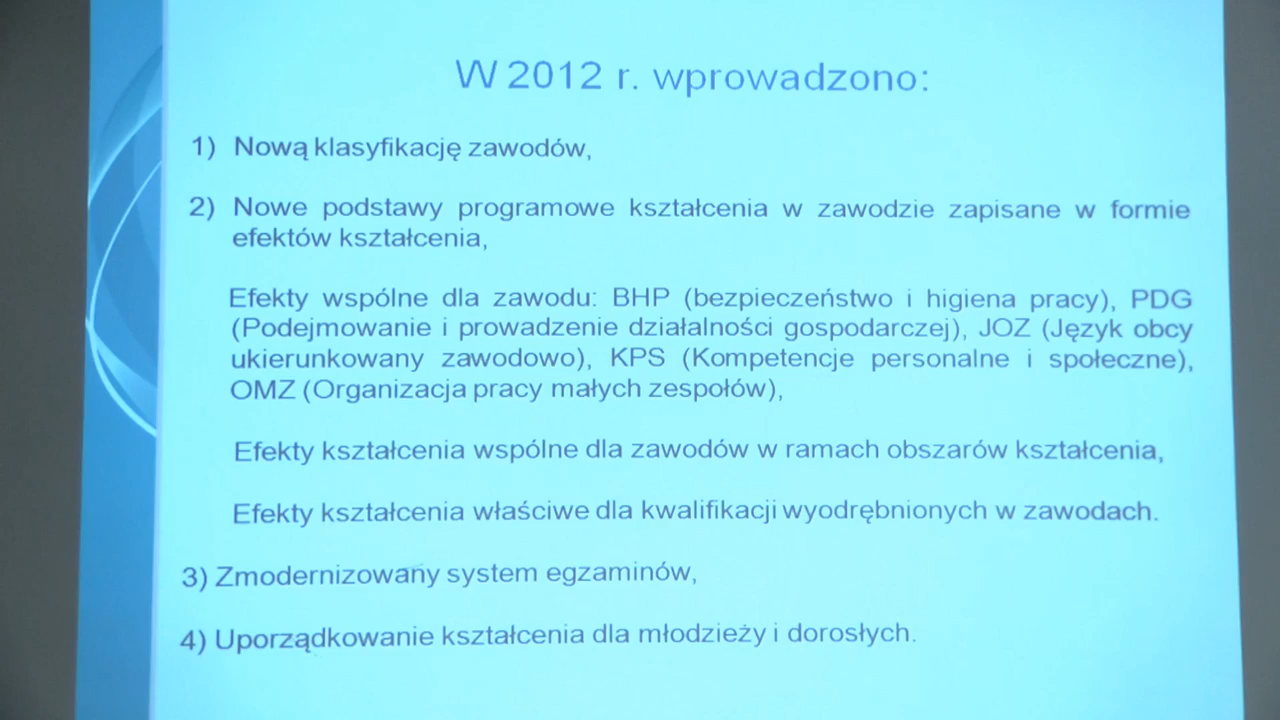 W 2012 r. wprowadzono:
1) Nową klasyfikację zawodów,
2) Nowe podstawy programowe kształcenia w zawodzie zapisane w formie
efektów kształcenia,
Efekty wspólne dla zawodu: BHP (bezpieczeństwo i higiena pracy), PDG
(Podejmowanie i prowadzenie działalności gospodarczej), JOZ (Język obcy
ukierunkowany zawodowo), KPS (Kompetencje personalne i społeczne),
OMZ (Organizacja pracy małych zespołów),
Efekty kształcenia wspólne dla zawodów w ramach obszarów kształcenia,
Efekty kształcenia właściwe dla kwalifikacji wyodrębnionych w zawodach.
3) Zmodernizowany system egzaminów,
4) Uporządkowanie kształcenia dla młodzieży i dorosłych.